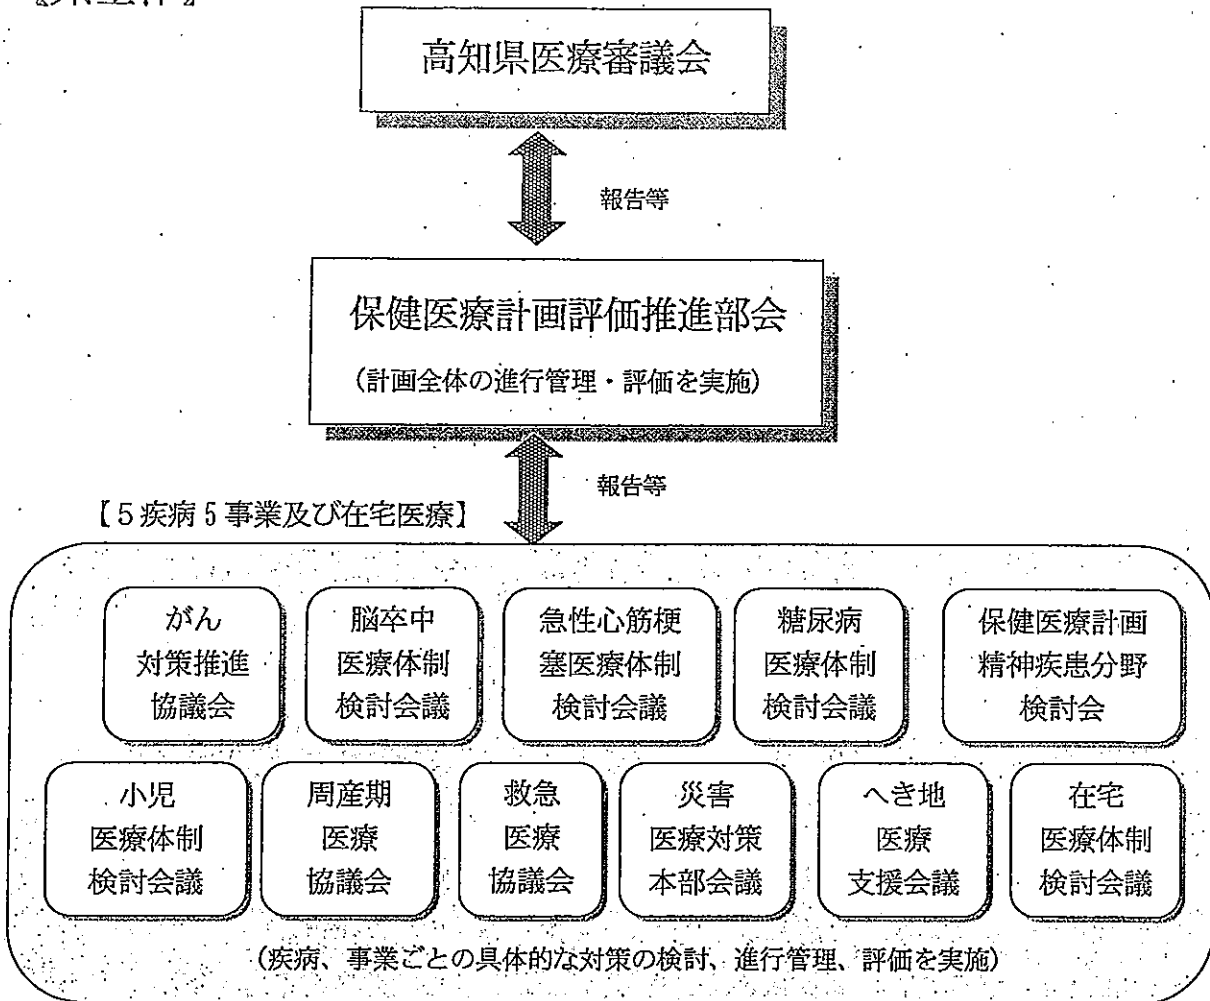 高知県医療審議会
報告等
保健医療計画評価推進部会
(計画全体の進行管理・評価を実施)
報告等
【5疾病5事業及び在宅医療】
がん
対策推進
協議会
脳卒中
医療体制
検討会議
急性心筋梗
塞医療体制
検討会議
糖尿病
医療体制
検討会議
保健医療計画
精神疾患分野
検討会
小児
医療体制
検討会議
周産期
医療
協議会
救急
医療
協議会
災害
医療対策
本部会議
へき地
医療
支援会議
在宅
医療体制
検討会議
(疾病、事業ごとの具体的な対策の検討、進行管理、評価を実施)